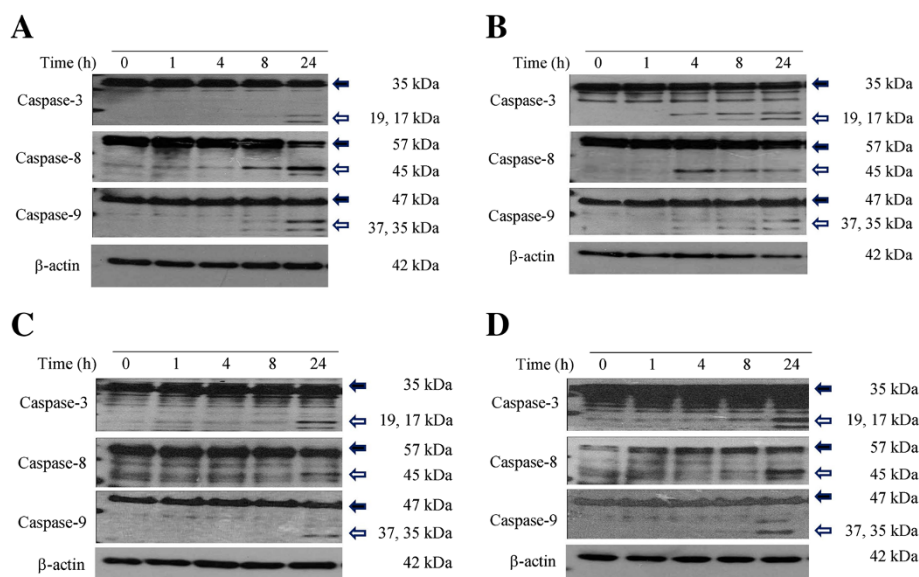 A
Time (h) 0 1 4 8 24
Caspase-3 35 kDa
19, 17 kDa
Caspase-8 57 kDa
45 kDa
Caspase-9 47 kDa
37, 35 kDa
β-actin 42 kDa
B
Time (h) 0 1 4 8 24
Caspase-3 35 kDa
19, 17 kDa
Caspase-8 57 kDa
45 kDa
Caspase-9 47 kDa
37, 35 kDa
β-actin 42 kDa
C
Time (h) 0 1 4 8 24
Caspase-3 35 kDa
19, 17 kDa
Caspase-8 57 kDa
45 kDa
Caspase-9 47 kDa
37, 35 kDa
β-actin 42 kDa
D
Time (h) 0 1 4 8 24
Caspase-3 35 kDa
19, 17 kDa
Caspase-8 57 kDa
45 kDa
Caspase-9 47 kDa
37, 35 kDa
β-actin 42 kDa